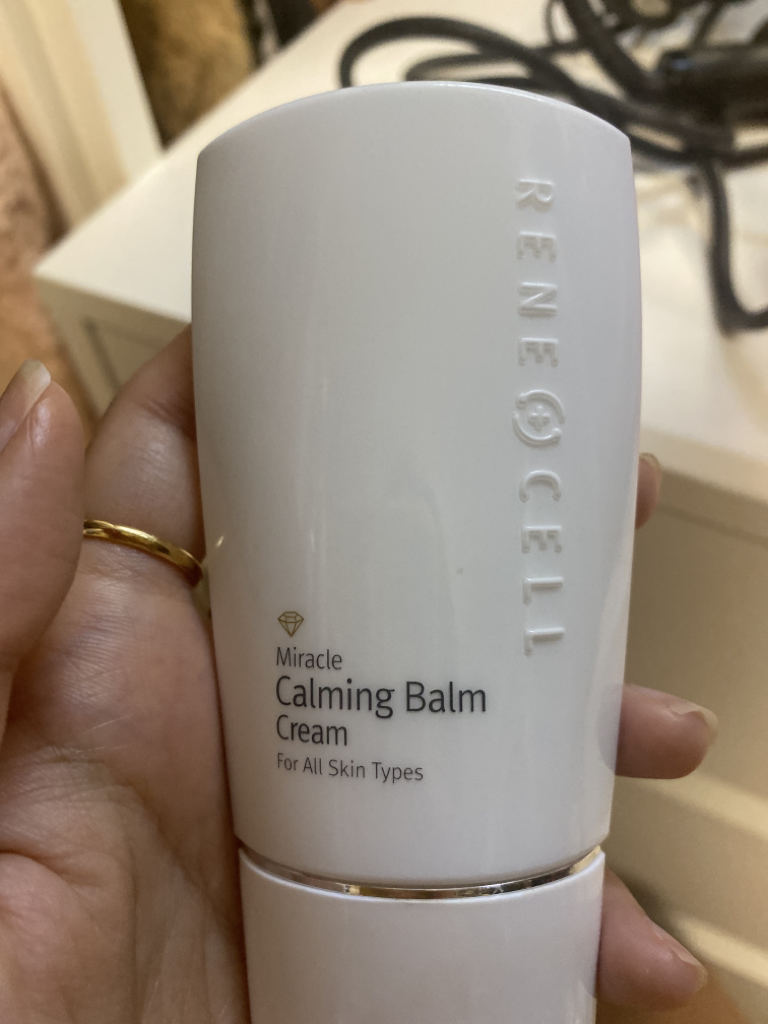 RENE CELL
Miracle
Calming Balm
Cream
For All Skin Types